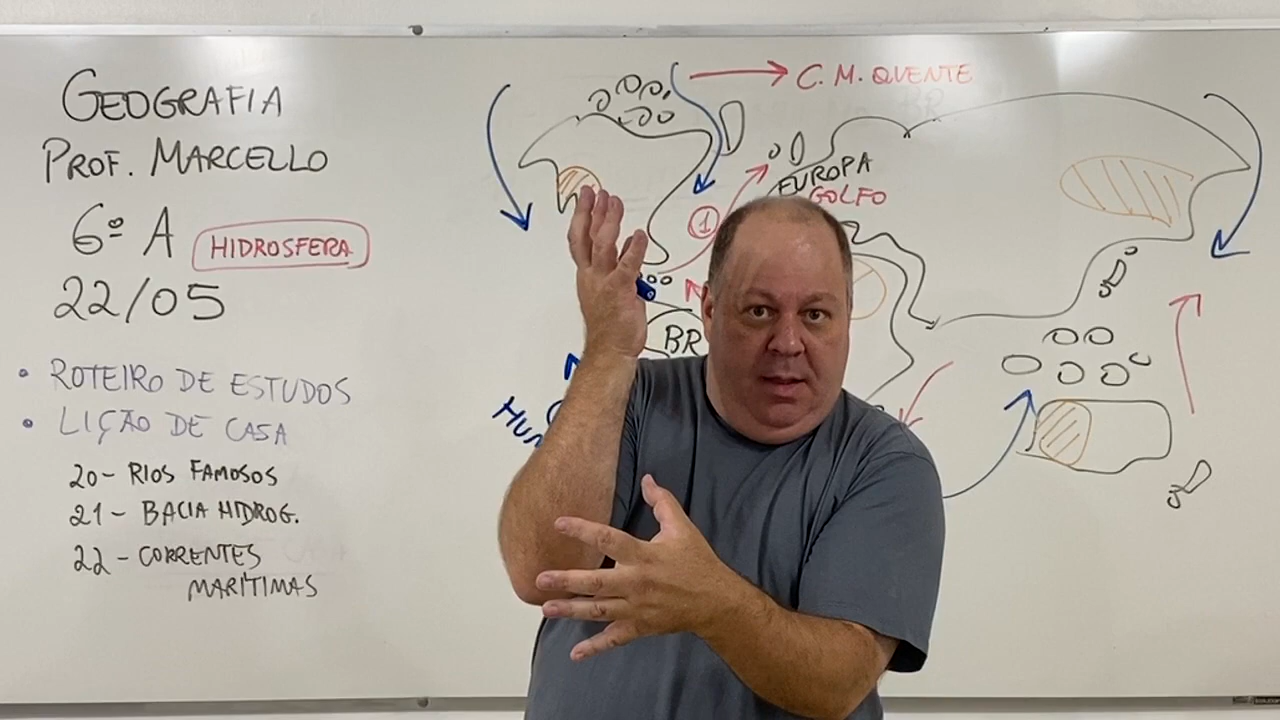 GEOGRAFIA
PROF. MARCELLO
6º A
HIDROSFERA
22/05
• ROTEIRO DE ESTUDOS
• LIÇÃO DE CASA
20- RIOS FAMOSOS
21- BACIA HIDROG.
22- CORRENTES
MARÍTIMAS
C. M. QUENTE
EUROPA
GOLFO
1
BR